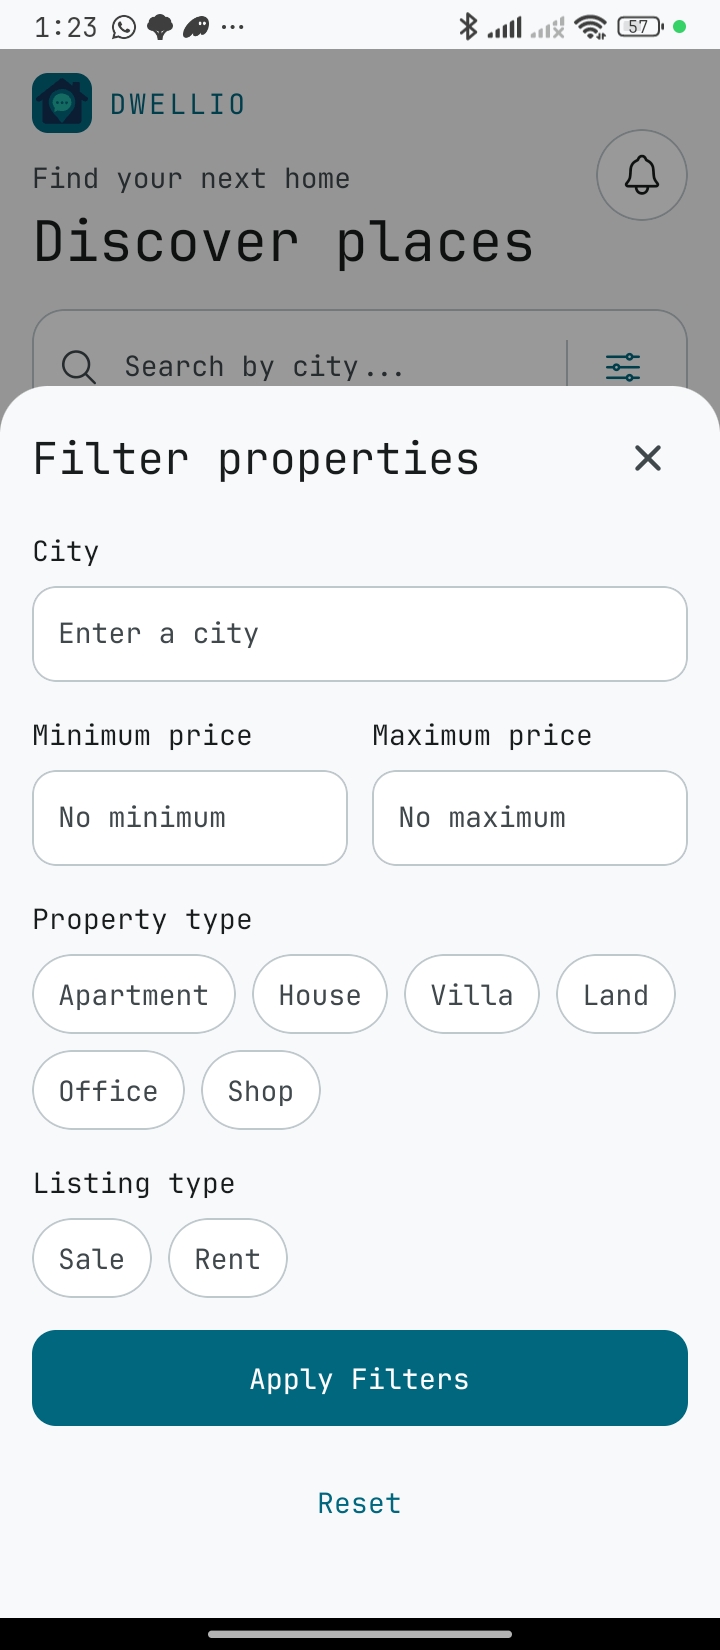 1:23
57
DWELLIO
Find your next home
Discover places
Search by city...
Filter properties
City
Enter a city
Minimum price Maximum price
No minimum No maximum
Property type
Apartment House Villa Land
Office Shop
Listing type
Sale Rent
Apply Filters
Reset